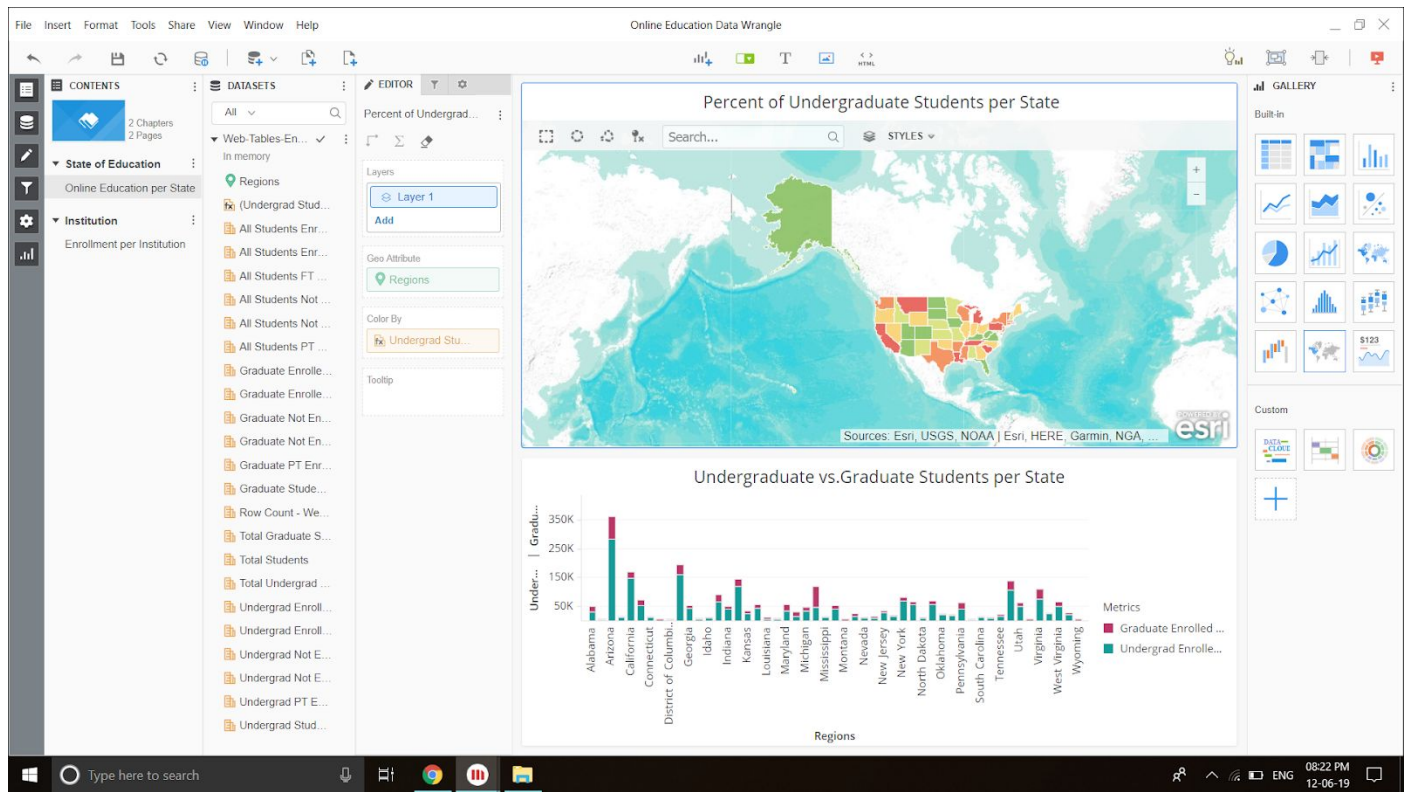 File Insert Format Tools Share View Window Help
Online Education Data Wrangle
HTML
CONTENTS
2 Chapters
2 Pages
State of Education
Online Education per State
Institution
Enrollment per Institution
DATASETS
All
Web-Tables-En...
In memory
Regions
(Undergrad Stud...
All Students Enr...
All Students Enr...
All Students FT ...
All Students Not ...
All Students Not ...
All Students PT ...
Graduate Enrolle...
Graduate Enrolle...
Graduate Not En...
Graduate Not En...
Graduate PT Enr...
Graduate Stude...
Row Count - We...
Total Graduate S...
Total Students
Total Undergrad ...
Undergrad Enroll...
Undergrad Enroll...
Undergrad Not E...
Undergrad Not E...
Undergrad PT E...
Undergrad Stud...
EDITOR
Percent of Undergrad...
Layers
Layer 1
Add
Geo Attribute
Regions
Color By
fx Undergrad Stu...
Tooltip
Percent of Undergraduate Students per State
Search...
STYLES
+
−
POWERED BY
esri
Sources: Esri, USGS, NOAA | Esri, HERE, Garmin, NGA, ...
Undergraduate vs.Graduate Students per State
Under... | Gradu...
350K
250K
150K
50K
Alabama
Arizona
California
Connecticut
District of Columbi..
Georgia
Idaho
Indiana
Kansas
Louisiana
Maryland
Michigan
Mississippi
Montana
Nevada
New Jersey
New York
North Dakota
Oklahoma
Pennsylvania
South Carolina
Tennessee
Utah
Virginia
West Virginia
Wyoming
Regions
Metrics
Graduate Enrolled ...
Undergrad Enrolle...
GALLERY
Built-in
$123
Custom
DATA
CLOUD
Type here to search
ENG
08:22 PM
12-06-19